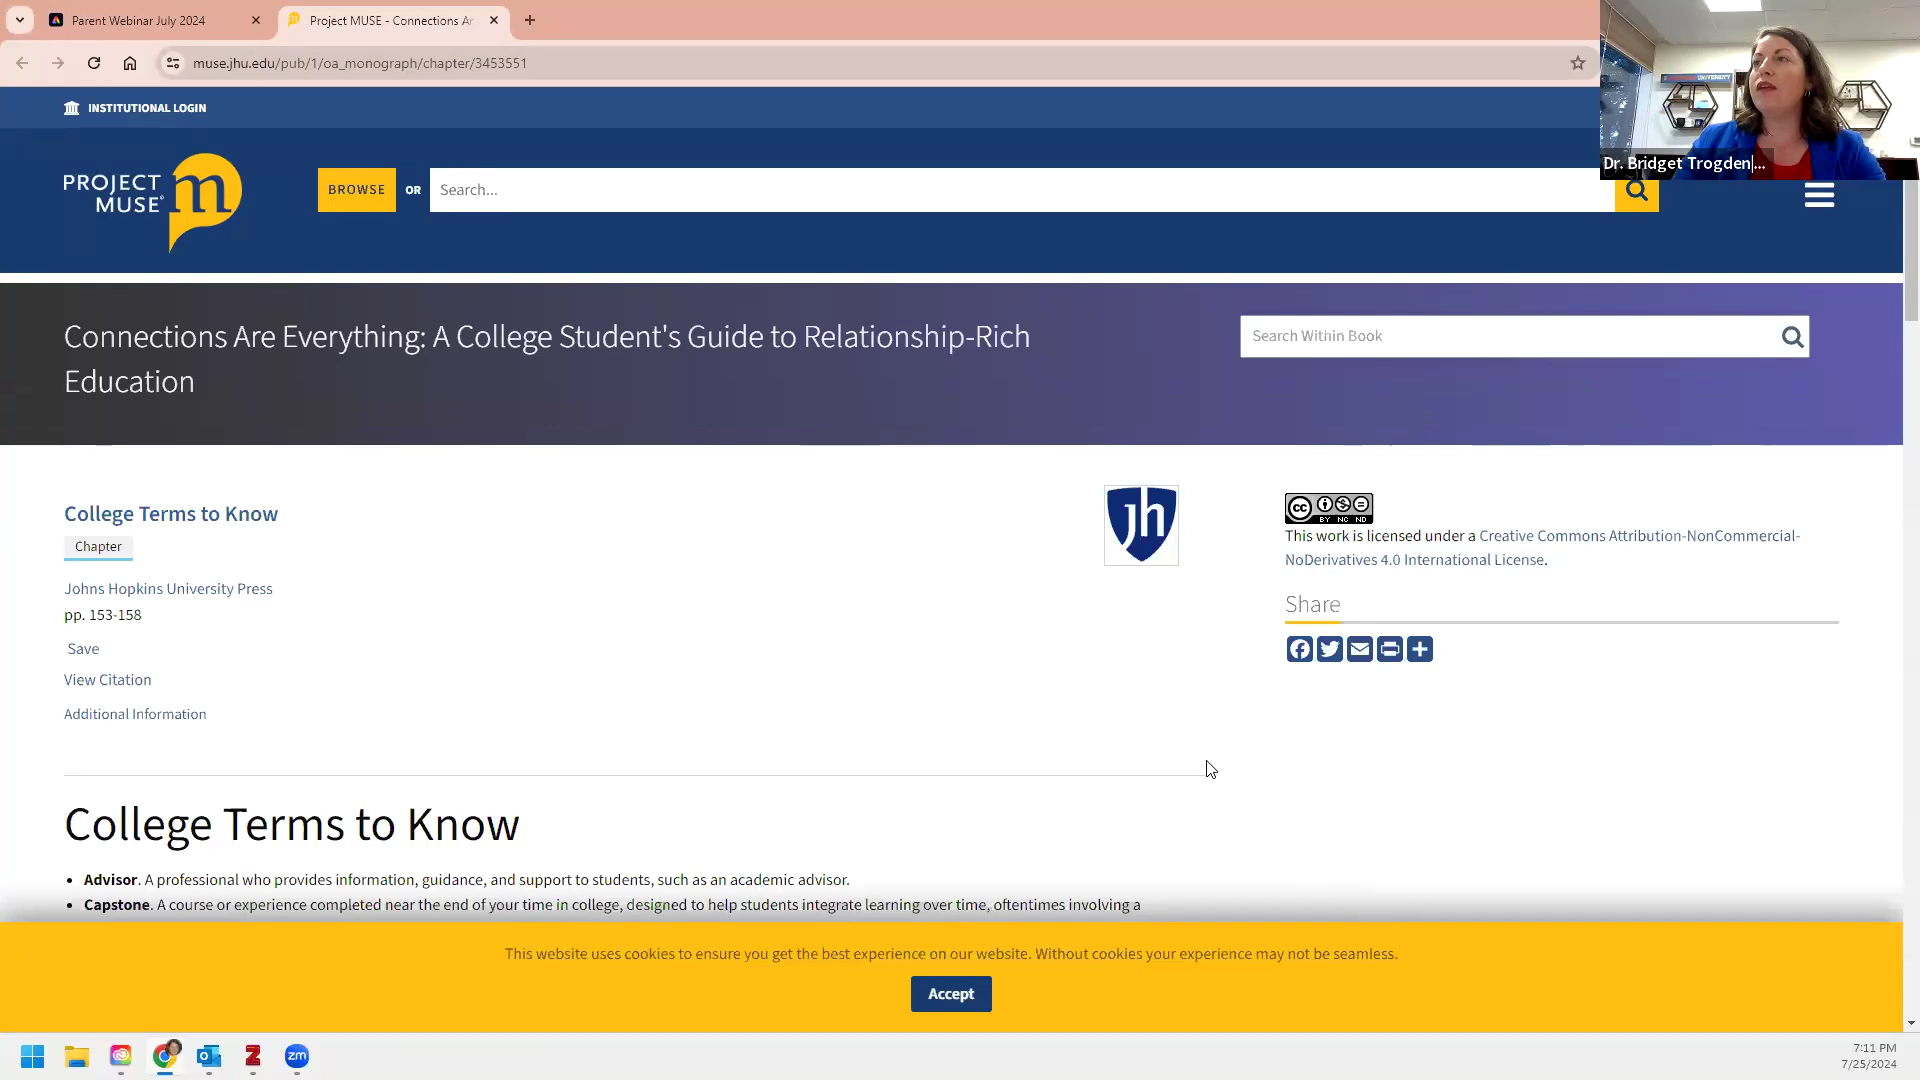 Parent Webinar July 2024
Project MUSE - Connections Ar
muse.jhu.edu/pub/1/oa_monograph/chapter/3453551
INSTITUTIONAL LOGIN
PROJECT
MUSE
m
BROWSE OR Search...
UNIVERSITY
Dr. Bridget Trogden|...
Connections Are Everything: A College Student's Guide to Relationship-Rich
Education
Search Within Book
College Terms to Know
Chapter
Johns Hopkins University Press
pp. 153-158
Save
View Citation
Additional Information
jh
CC BY NC ND
This work is licensed under a Creative Commons Attribution-NonCommercial-
NoDerivatives 4.0 International License.
Share
College Terms to Know
• Advisor. A professional who provides information, guidance, and support to students, such as an academic advisor.
• Capstone. A course or experience completed near the end of your time in college, designed to help students integrate learning over time, oftentimes involving a
This website uses cookies to ensure you get the best experience on our website. Without cookies your experience may not be seamless.
Accept
zm
7:11 PM
7/25/2024